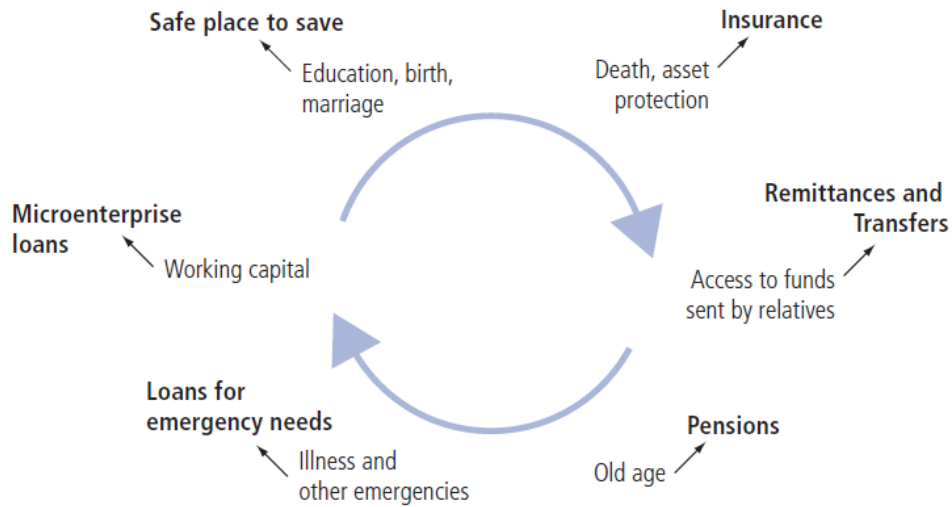 Safe place to save
Education, birth,
marriage
Insurance
Death, asset
protection
Remittances and
Transfers
Access to funds
sent by relatives
Pensions
Old age
Loans for
emergency needs
Illness and
other emergencies
Microenterprise
loans
Working capital